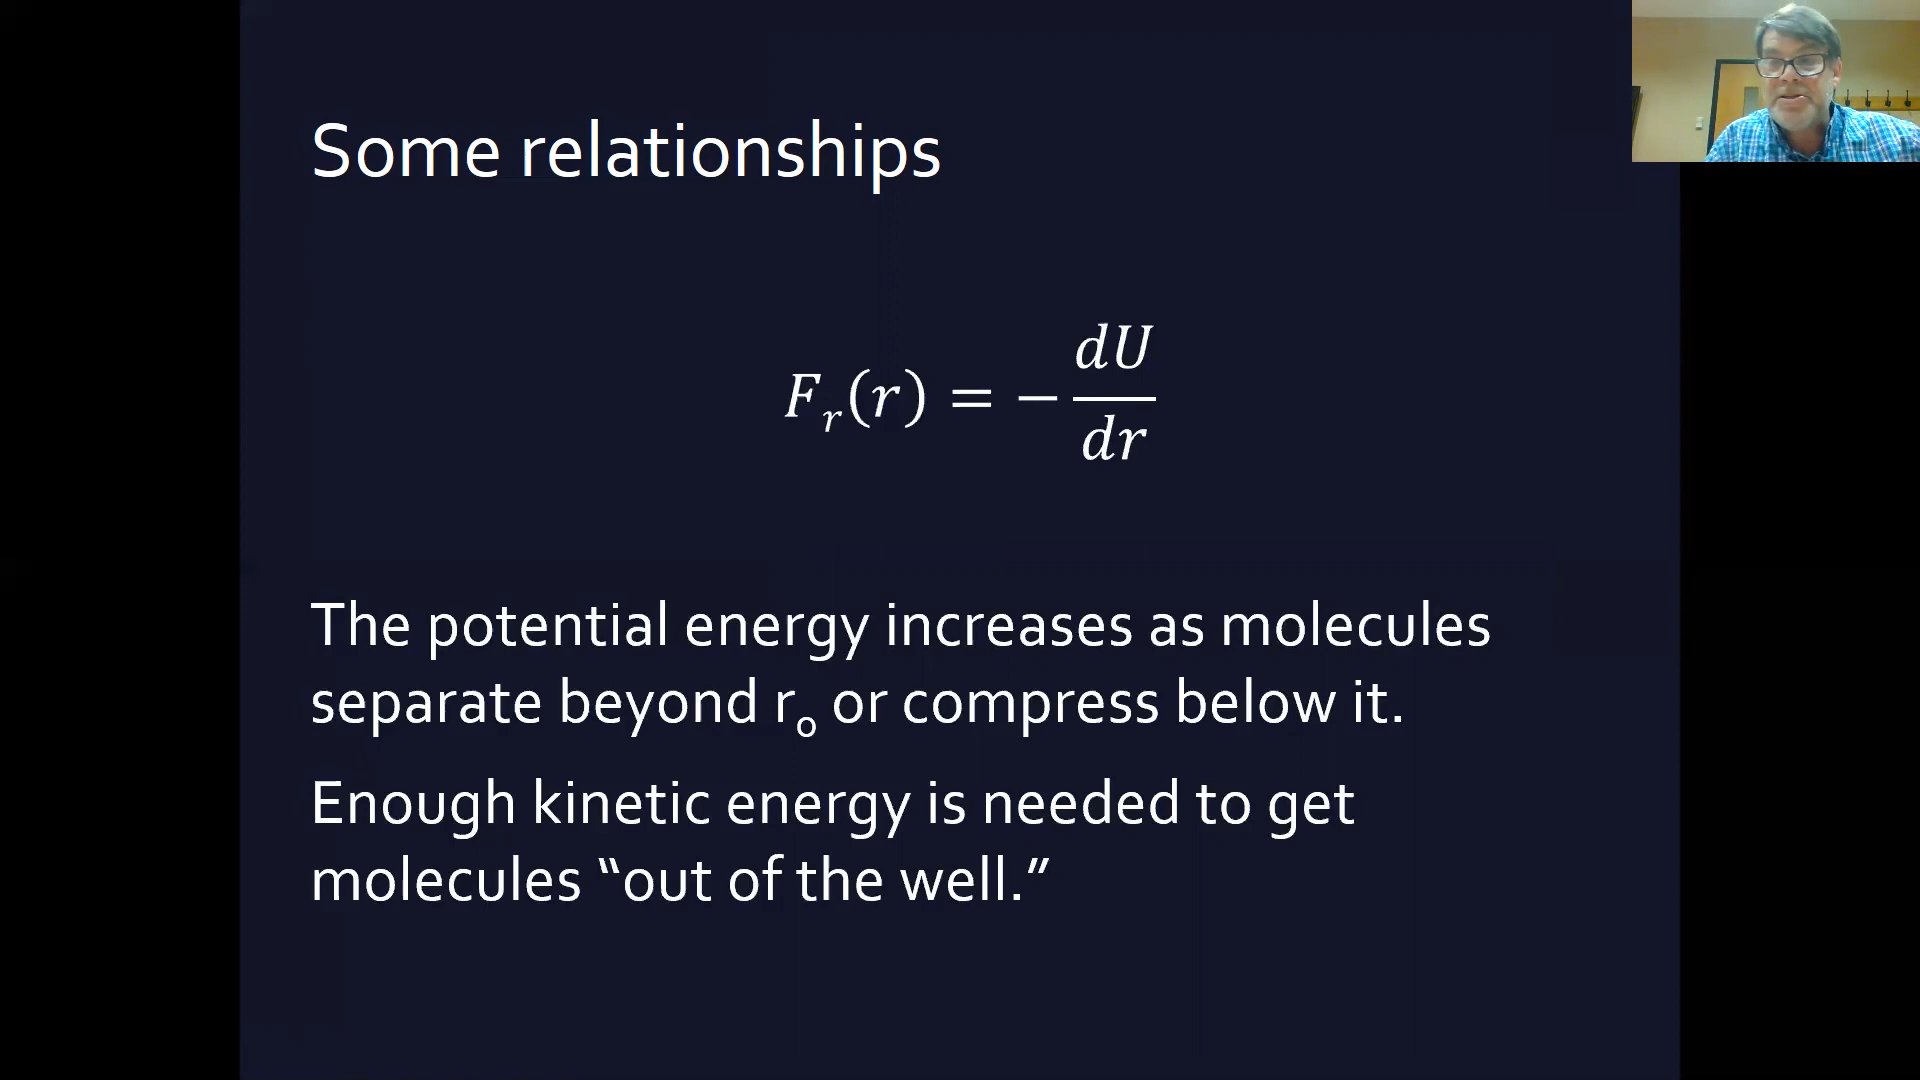 Some relationships
F_r(r) = −dU/dr
The potential energy increases as molecules
separate beyond r₀ or compress below it.
Enough kinetic energy is needed to get
molecules “out of the well.”